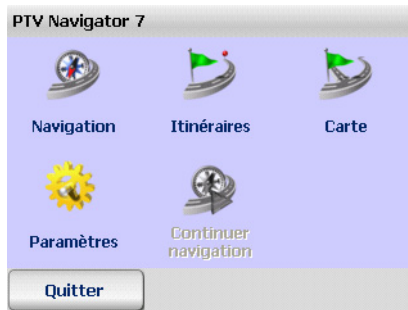 PTV Navigator 7
Navigation
Itinéraires
Carte
Paramètres
Continuer
navigation
Quitter